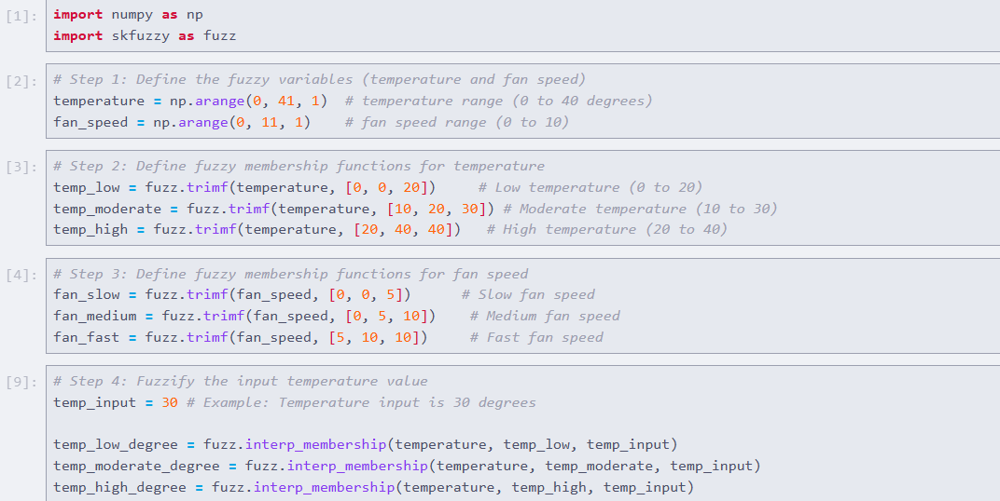 [1]: import numpy as np
import skfuzzy as fuzz
[2]: # Step 1: Define the fuzzy variables (temperature and fan speed)
temperature = np.arange(0, 41, 1)  # temperature range (0 to 40 degrees)
fan_speed = np.arange(0, 11, 1)    # fan speed range (0 to 10)
[3]: # Step 2: Define fuzzy membership functions for temperature
temp_low = fuzz.trimf(temperature, [0, 0, 20])     # Low temperature (0 to 20)
temp_moderate = fuzz.trimf(temperature, [10, 20, 30]) # Moderate temperature (10 to 30)
temp_high = fuzz.trimf(temperature, [20, 40, 40])   # High temperature (20 to 40)
[4]: # Step 3: Define fuzzy membership functions for fan speed
fan_slow = fuzz.trimf(fan_speed, [0, 0, 5])      # Slow fan speed
fan_medium = fuzz.trimf(fan_speed, [0, 5, 10])    # Medium fan speed
fan_fast = fuzz.trimf(fan_speed, [5, 10, 10])     # Fast fan speed
[9]: # Step 4: Fuzzify the input temperature value
temp_input = 30 # Example: Temperature input is 30 degrees
temp_low_degree = fuzz.interp_membership(temperature, temp_low, temp_input)
temp_moderate_degree = fuzz.interp_membership(temperature, temp_moderate, temp_input)
temp_high_degree = fuzz.interp_membership(temperature, temp_high, temp_input)